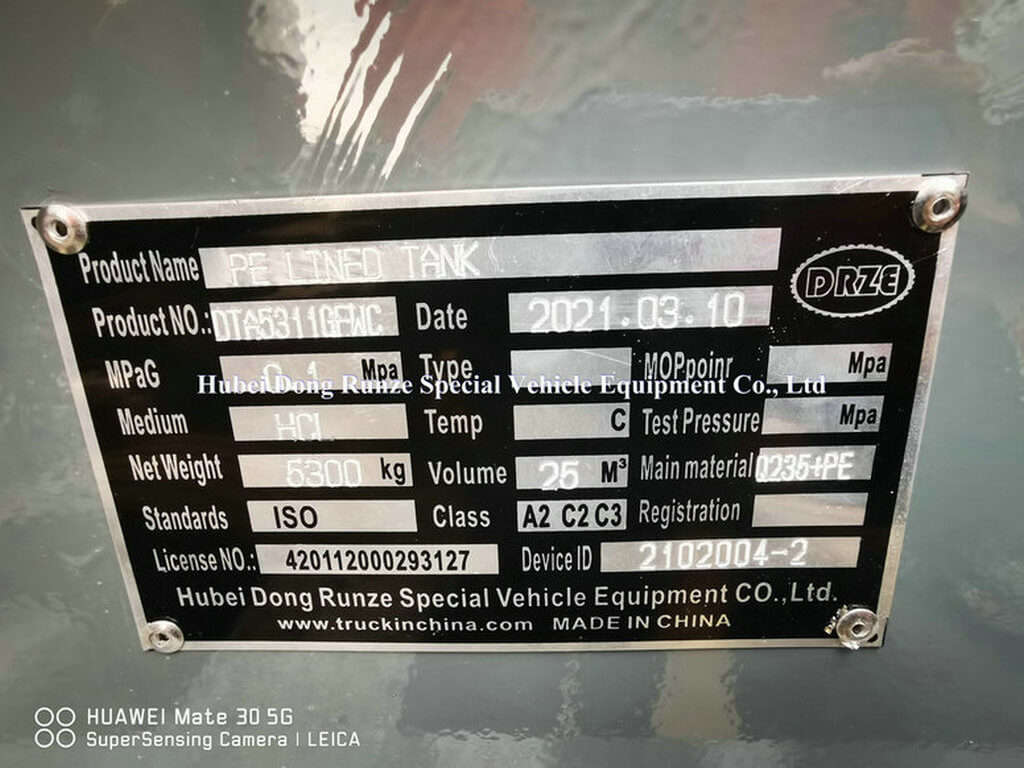 Product Name PE LINED TANK
DRZE
Product NO.: DTA5311GFWC Date 2021.03.10
MPaG 0.1 Mpa Type MOPpoinr Mpa
Hubei Dong Runze Special Vehicle Equipment Co., Ltd
Medium HCL Temp C Test Pressure Mpa
Net Weight 5300 kg Volume 25 M³ Main material Q235+PE
Standards ISO Class A2 C2 C3 Registration
License NO.: 420112000293127 Device ID 2102004-2
Hubei Dong Runze Special Vehicle Equipment CO.,Ltd.
www.truckinchina.com MADE IN CHINA
HUAWEI Mate 30 5G
SuperSensing Camera | LEICA